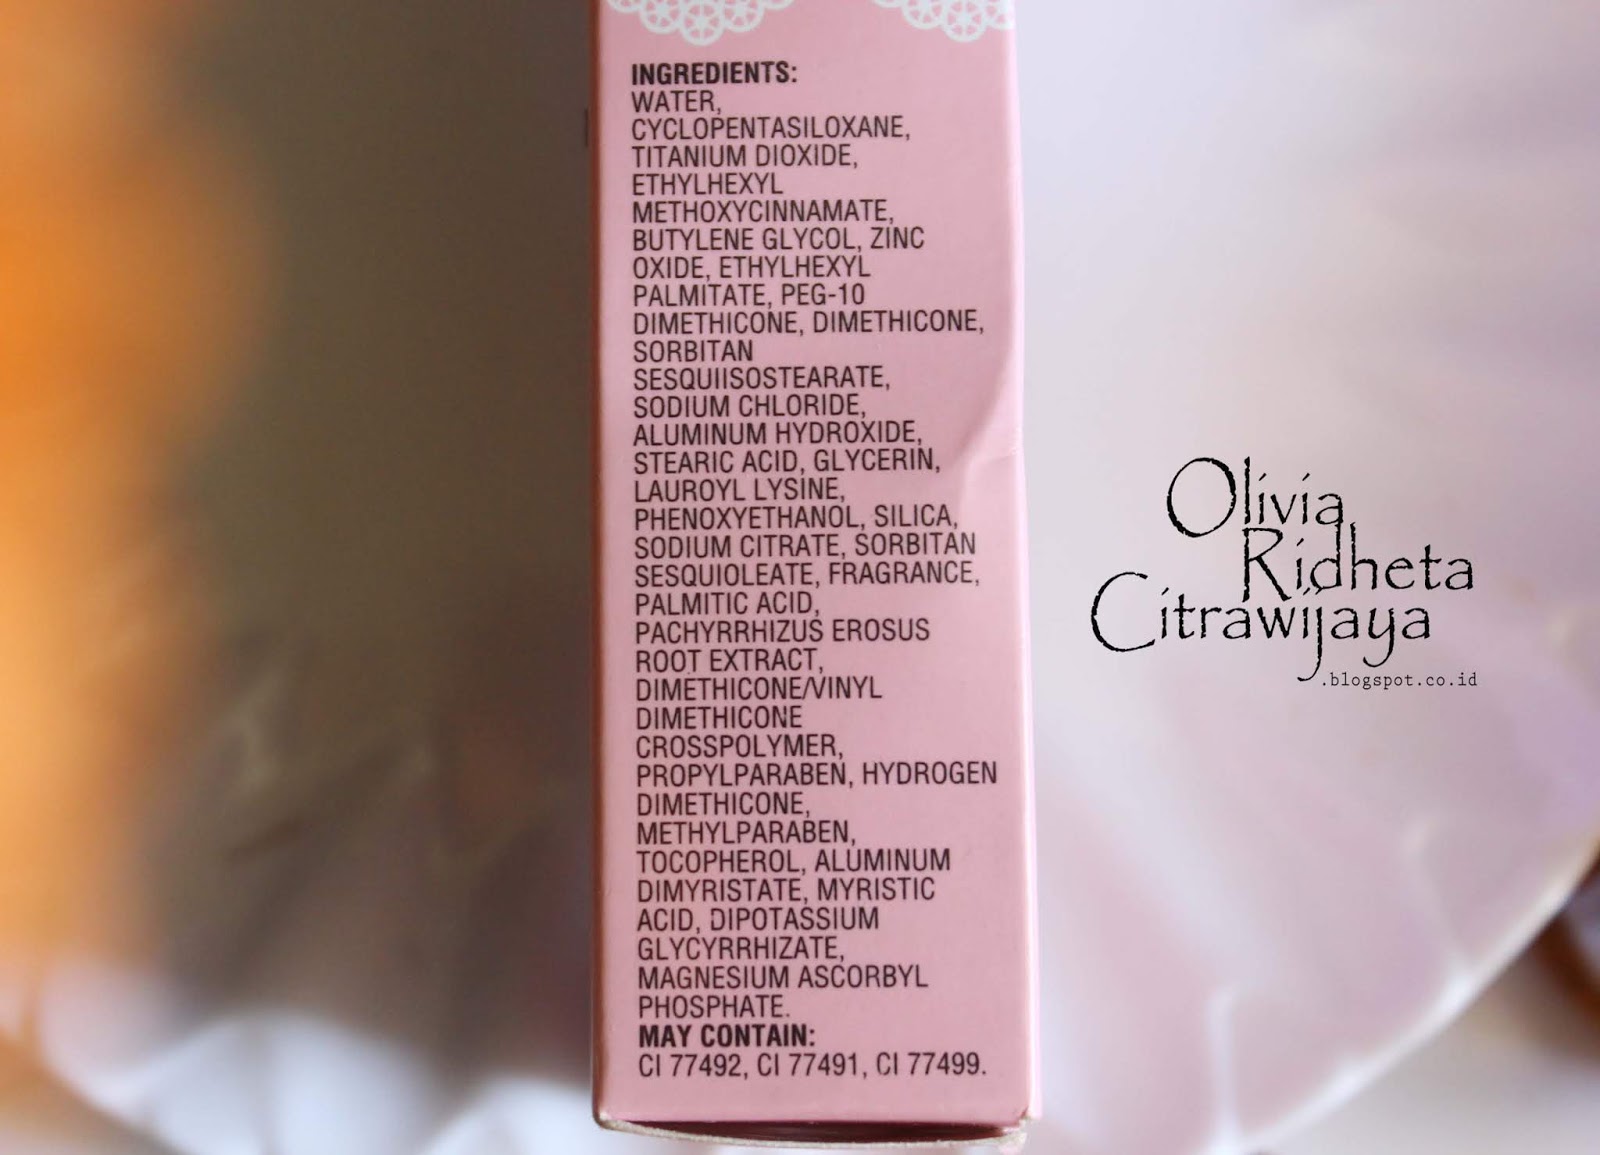 INGREDIENTS:
WATER,
CYCLOPENTASILOXANE,
TITANIUM DIOXIDE,
ETHYLHEXYL
METHOXYCINNAMATE,
BUTYLENE GLYCOL, ZINC
OXIDE, ETHYLHEXYL
PALMITATE, PEG-10
DIMETHICONE, DIMETHICONE,
SORBITAN
SESQUIISOSTEARATE,
SODIUM CHLORIDE,
ALUMINUM HYDROXIDE,
STEARIC ACID, GLYCERIN,
LAUROYL LYSINE,
PHENOXYETHANOL, SILICA,
SODIUM CITRATE, SORBITAN
SESQUIOLEATE, FRAGRANCE,
PALMITIC ACID,
PACHYRRHIZUS EROSUS
ROOT EXTRACT,
DIMETHICONE/VINYL
DIMETHICONE
CROSSPOLYMER,
PROPYLPARABEN, HYDROGEN
DIMETHICONE,
METHYLPARABEN,
TOCOPHEROL, ALUMINUM
DIMYRISTATE, MYRISTIC
ACID, DIPOTASSIUM
GLYCYRRHIZATE,
MAGNESIUM ASCORBYL
PHOSPHATE.
MAY CONTAIN:
CI 77492, CI 77491, CI 77499.
Olivia
Ridheta
Citrawijaya
.blogspot.co.id